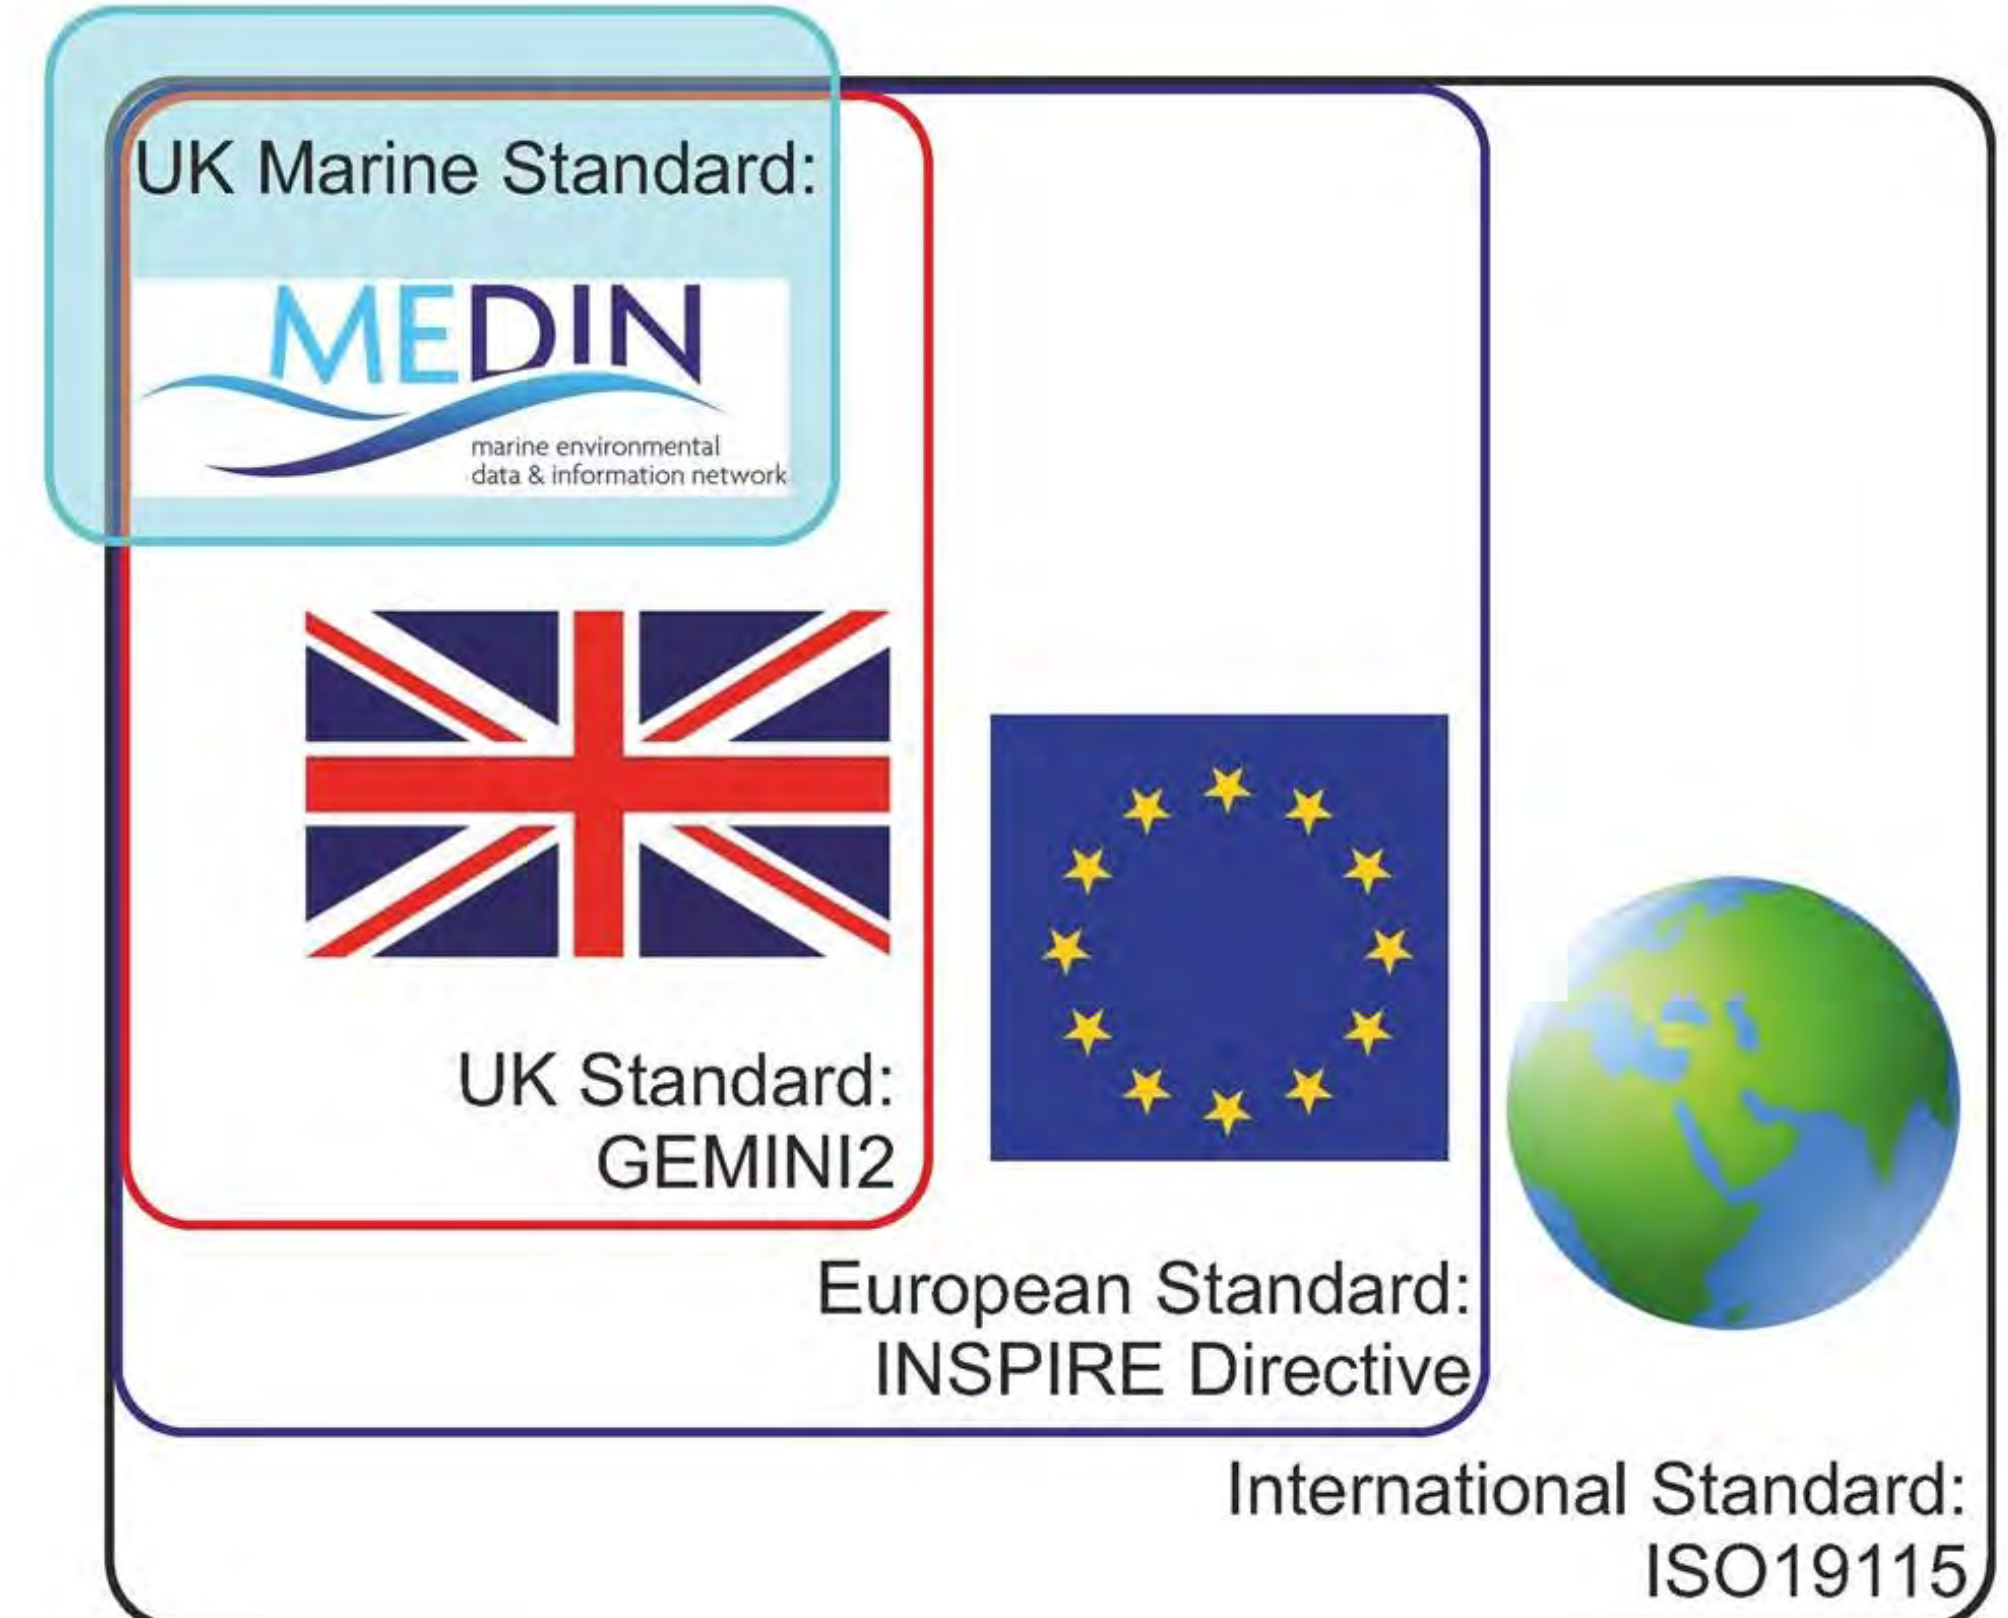 UK Marine Standard:
MEDIN
marine environmental
data & information network
UK Standard:
GEMINI2
European Standard:
INSPIRE Directive
International Standard:
ISO19115